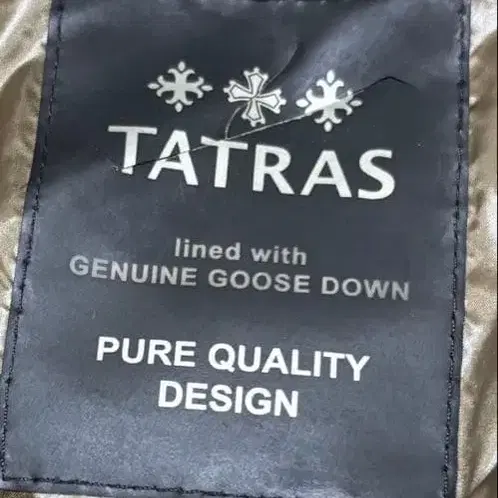 TATRAS
lined with
GENUINE GOOSE DOWN
PURE QUALITY
DESIGN